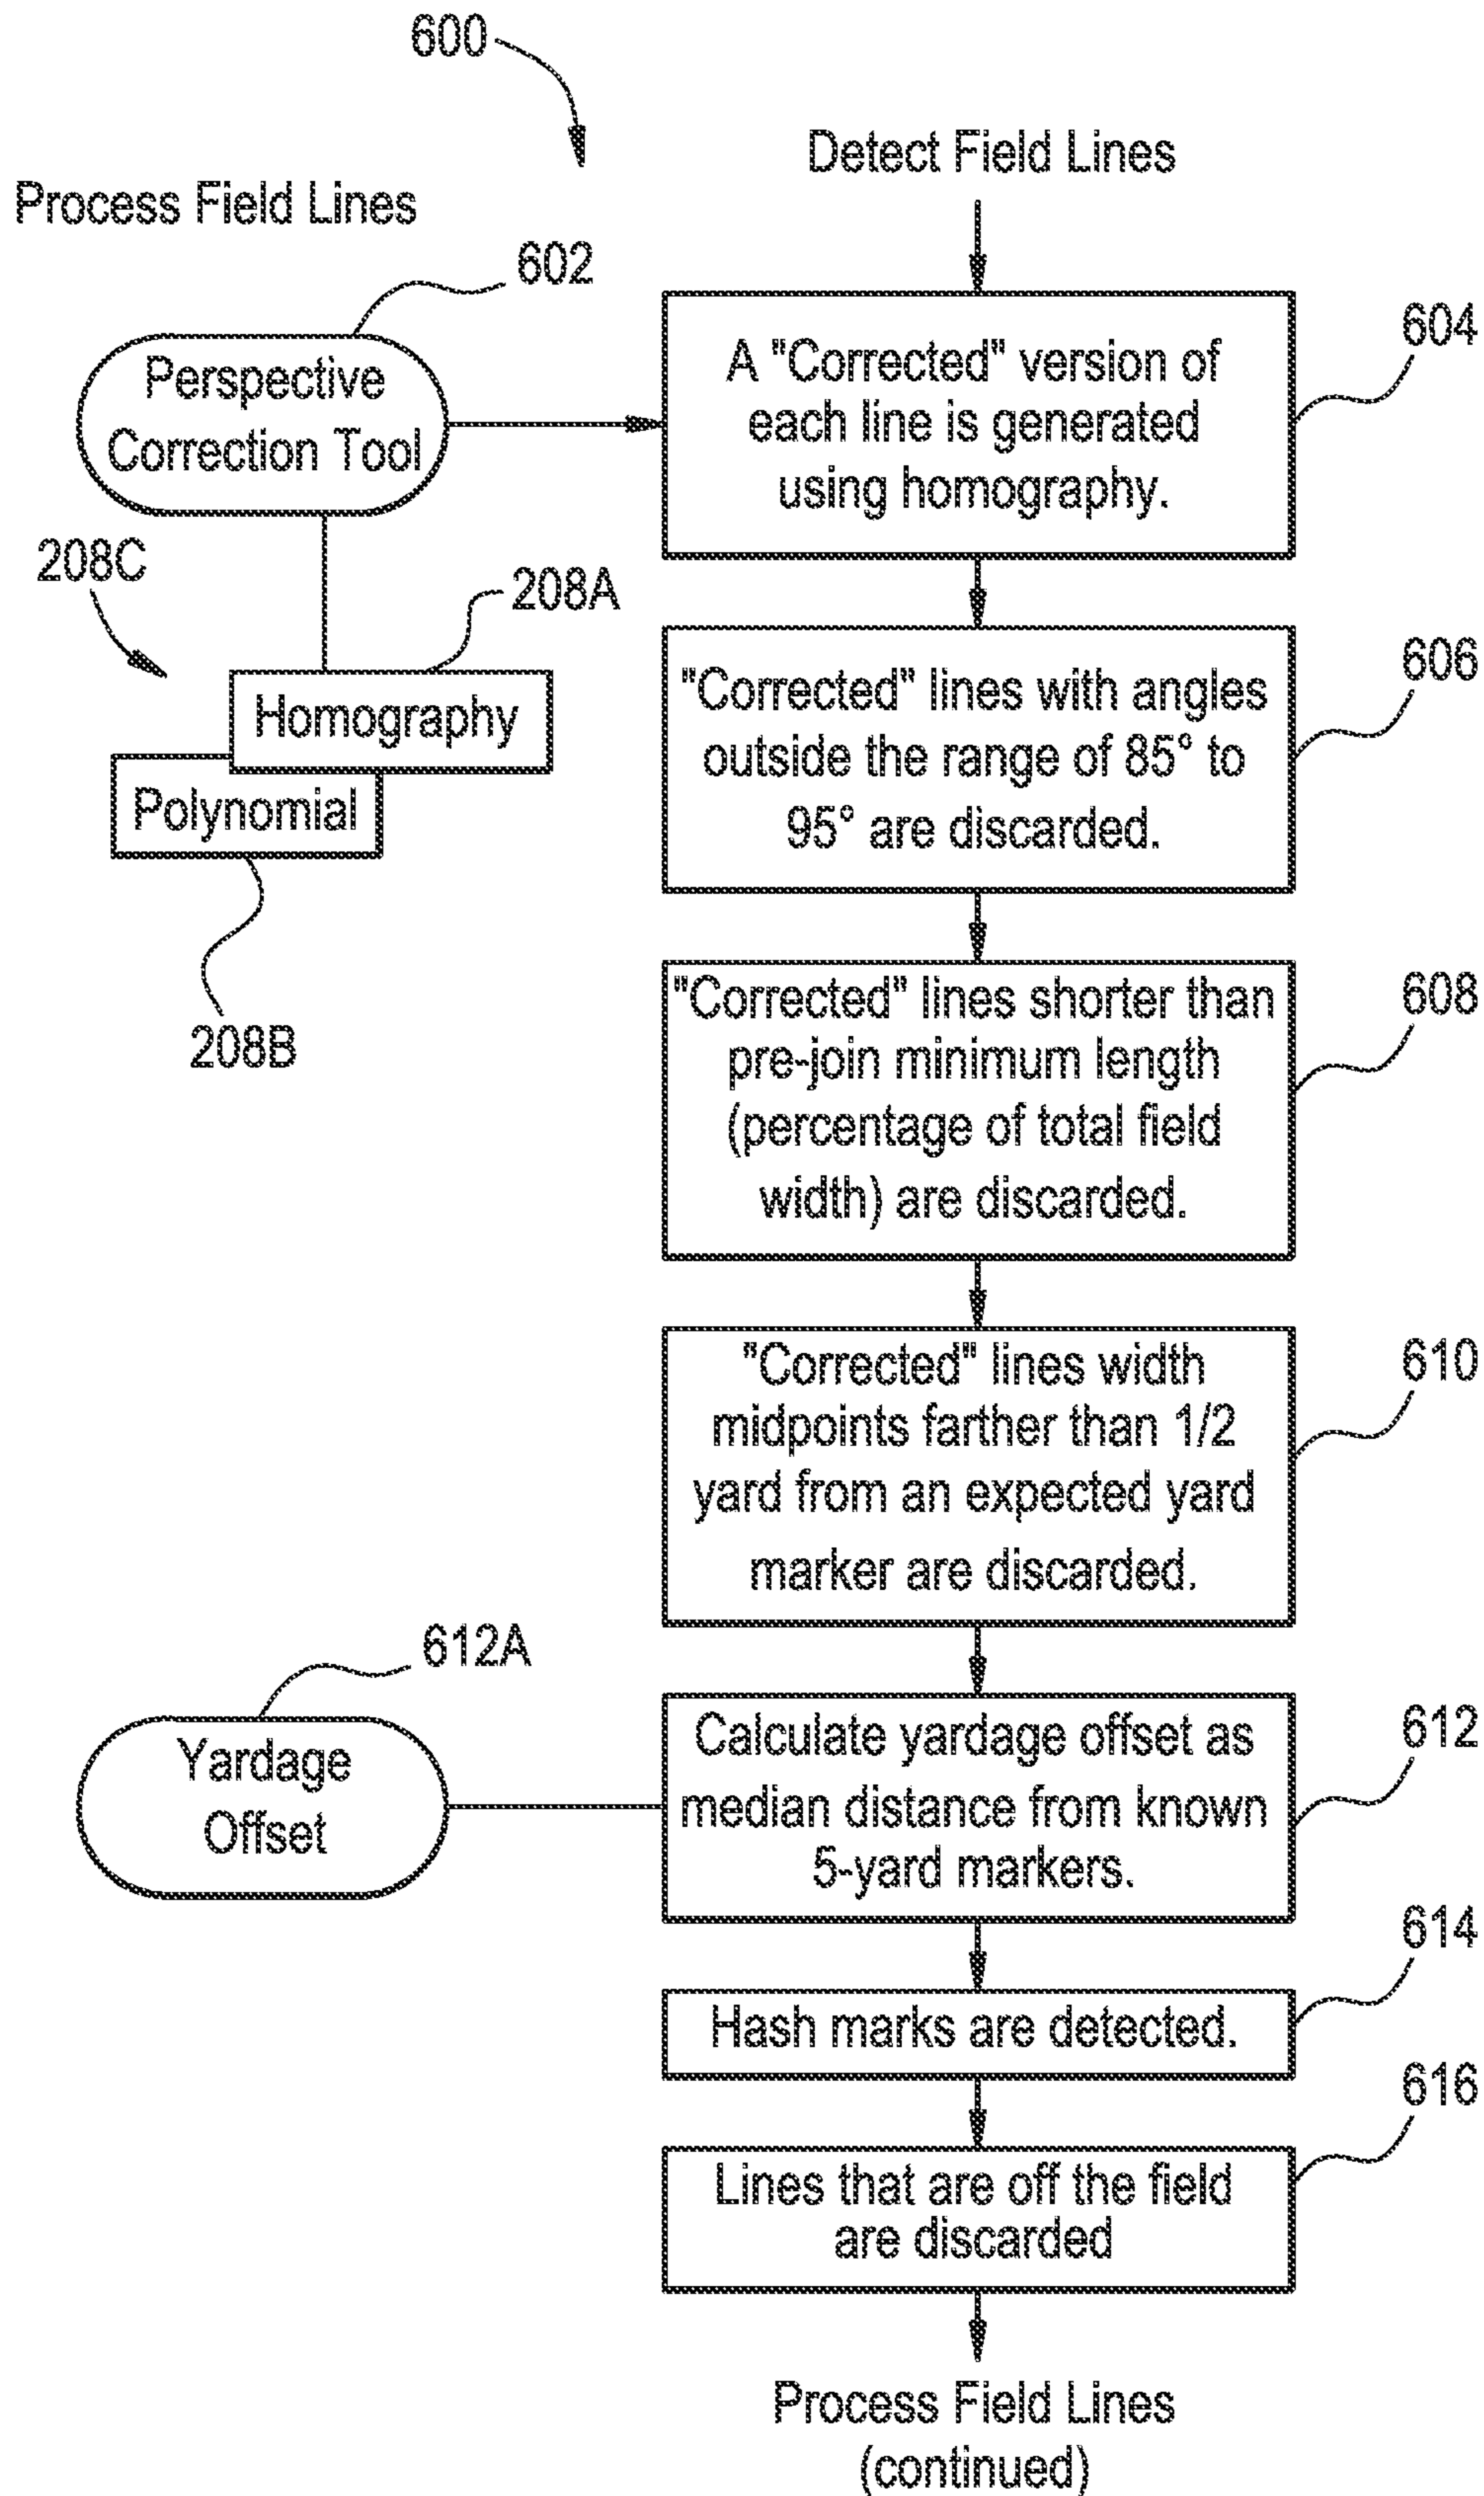 600
Detect Field Lines
Process Field Lines
602
Perspective
Correction Tool
604
A "Corrected" version of
each line is generated
using homography.
208C
208A
Homography
Polynomial
208B
606
"Corrected" lines with angles
outside the range of 85° to
95° are discarded.
608
"Corrected" lines shorter than
pre-join minimum length
(percentage of total field
width) are discarded.
610
"Corrected" lines width
midpoints farther than 1/2
yard from an expected yard
marker are discarded.
612A
Yardage
Offset
612
Calculate yardage offset as
median distance from known
5-yard markers.
614
Hash marks are detected.
616
Lines that are off the field
are discarded
Process Field Lines
(continued)